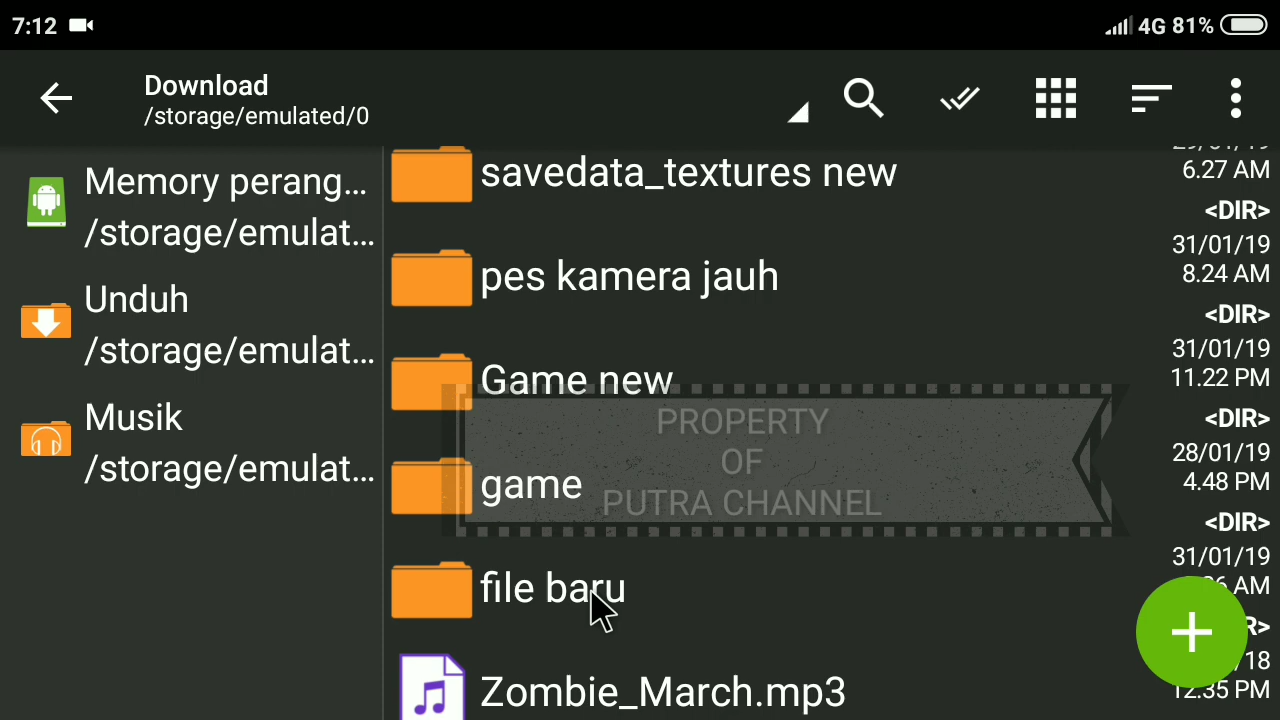 7:12
4G 81%
Download
/storage/emulated/0
Memory perang...
/storage/emulat...
Unduh
/storage/emulat...
Musik
/storage/emulat...
savedata_textures new
6.27 AM
<DIR>
pes kamera jauh
31/01/19
8.24 AM
<DIR>
Game new
31/01/19
11.22 PM
<DIR>
game
28/01/19
4.48 PM
<DIR>
file baru
31/01/19
AM
Zombie_March.mp3
12.35 PM
PROPERTY
OF
PUTRA CHANNEL